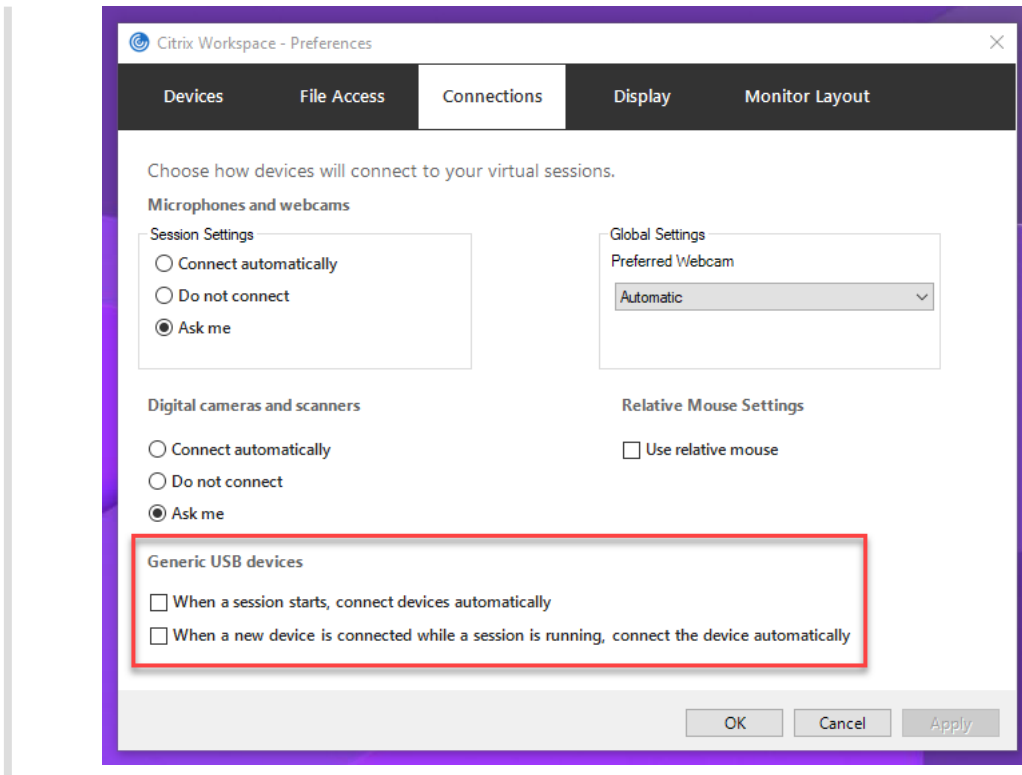 Citrix Workspace - Preferences
Devices
File Access
Connections
Display
Monitor Layout
Choose how devices will connect to your virtual sessions.
Microphones and webcams
Session Settings
Connect automatically
Do not connect
Ask me
Global Settings
Preferred Webcam
Automatic
Digital cameras and scanners
Connect automatically
Do not connect
Ask me
Relative Mouse Settings
Use relative mouse
Generic USB devices
When a session starts, connect devices automatically
When a new device is connected while a session is running, connect the device automatically
OK
Cancel
Apply